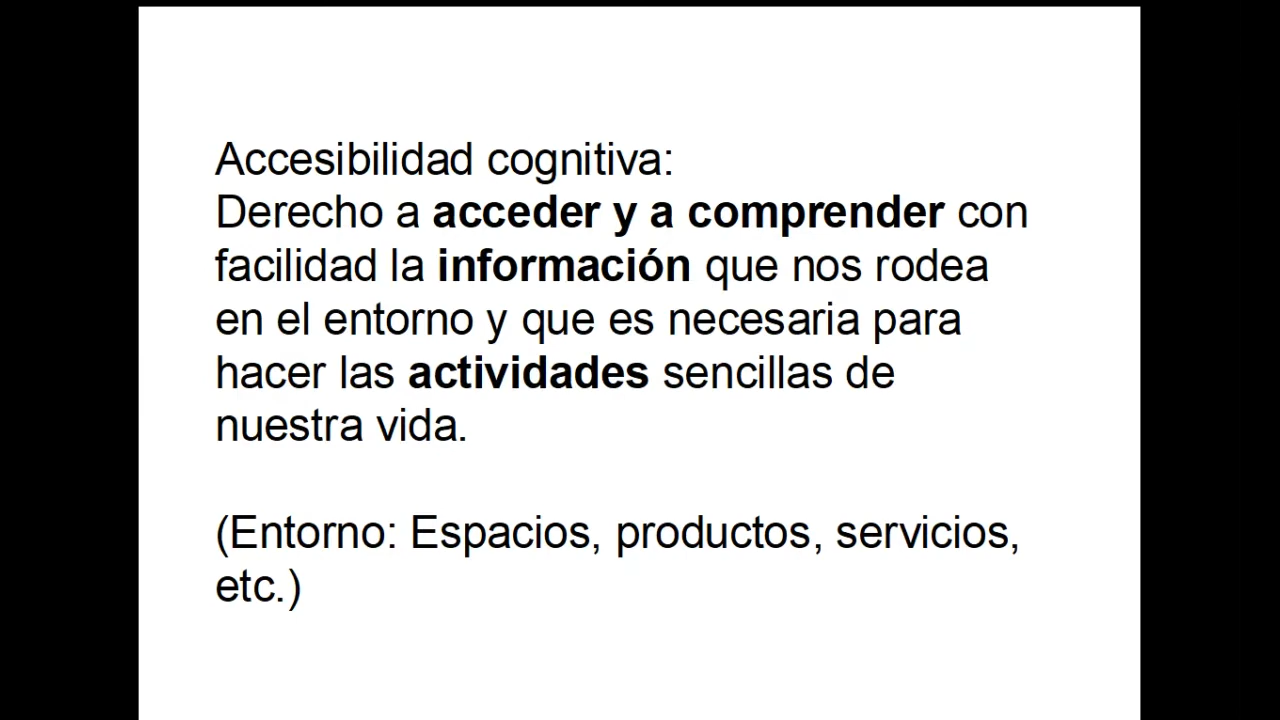 Accesibilidad cognitiva:
Derecho a acceder y a comprender con
facilidad la información que nos rodea
en el entorno y que es necesaria para
hacer las actividades sencillas de
nuestra vida.
(Entorno: Espacios, productos, servicios,
etc.)